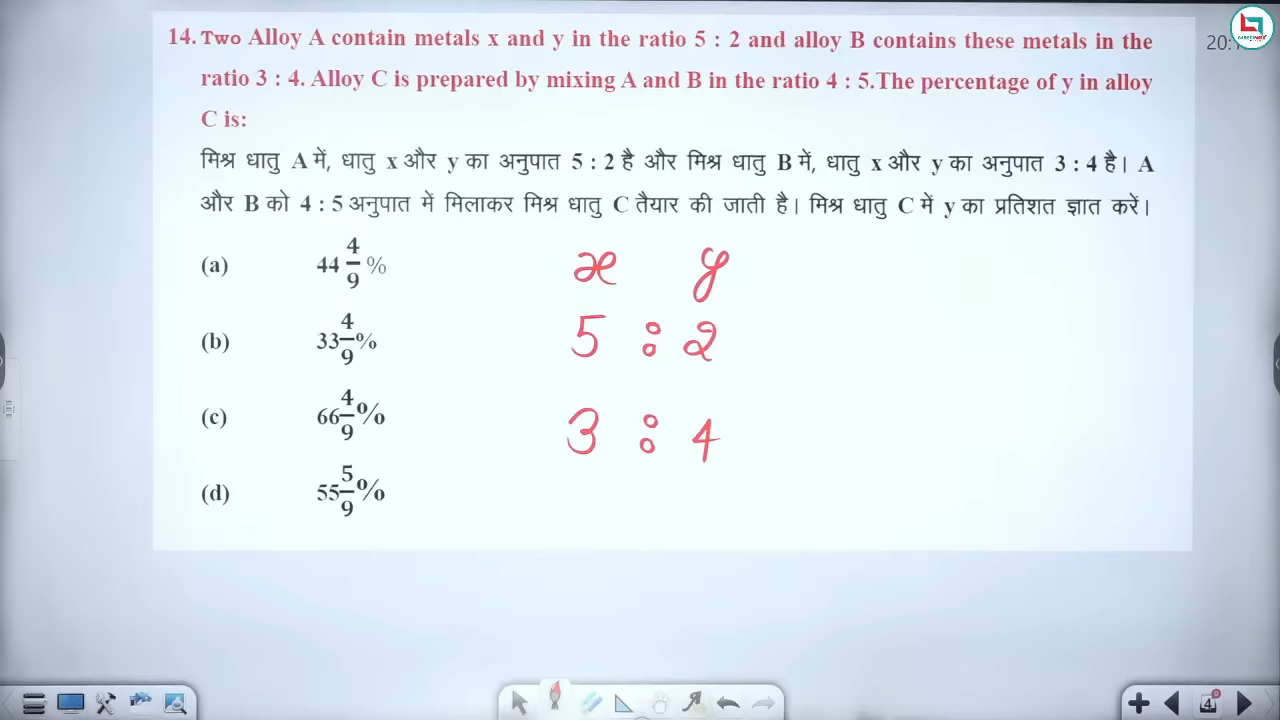 14. Two Alloy A contain metals x and y in the ratio 5 : 2 and alloy B contains these metals in the
ratio 3 : 4. Alloy C is prepared by mixing A and B in the ratio 4 : 5.The percentage of y in alloy
C is:
मिश्र धातु A में, धातु x और y का अनुपात 5 : 2 है और मिश्र धातु B में, धातु x और y का अनुपात 3 : 4 है। A
और B को 4 : 5 अनुपात में मिलाकर मिश्र धातु C तैयार की जाती है। मिश्र धातु C में y का प्रतिशत ज्ञात करें।
(a) 44 4/9 %
(b) 33 4/9 %
(c) 66 4/9 %
(d) 55 5/9 %
x y
5 : 2
3 : 4
4